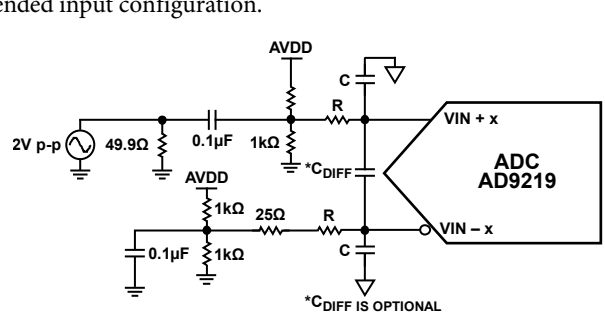 ended input configuration.
AVDD
C
R
VIN + x
2V p-p
49.9Ω
0.1µF
1kΩ
*CDIFF
ADC
AD9219
AVDD
1kΩ
25Ω
R
VIN – x
0.1µF
1kΩ
C
*CDIFF IS OPTIONAL